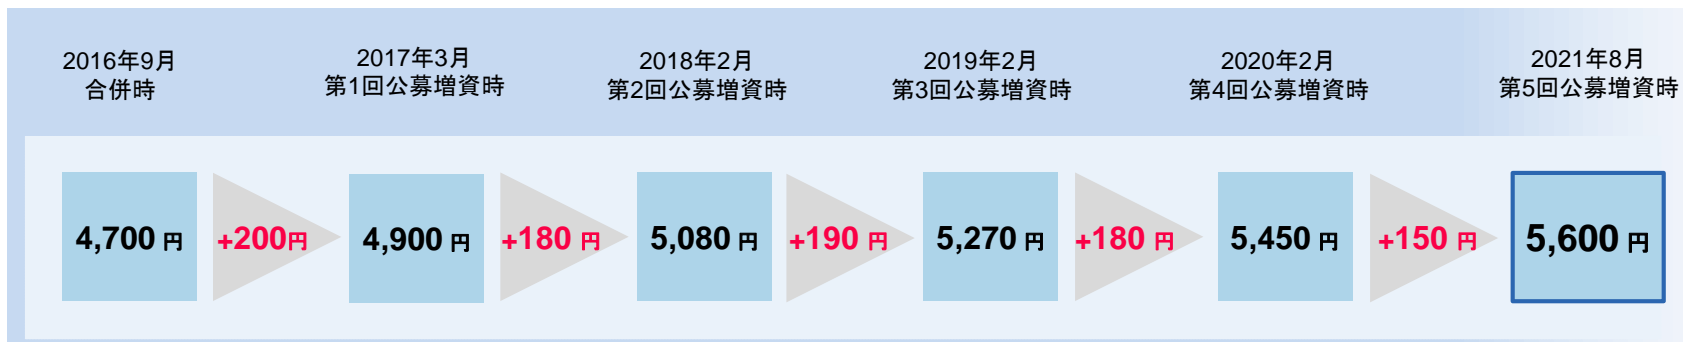 2016年9月
合併時
2017年3月
第1回公募増資時
2018年2月
第2回公募増資時
2019年2月
第3回公募増資時
2020年2月
第4回公募増資時
2021年8月
第5回公募増資時
4,700 円
+200円
4,900 円
+180 円
5,080 円
+190 円
5,270 円
+180 円
5,450 円
+150 円
5,600 円